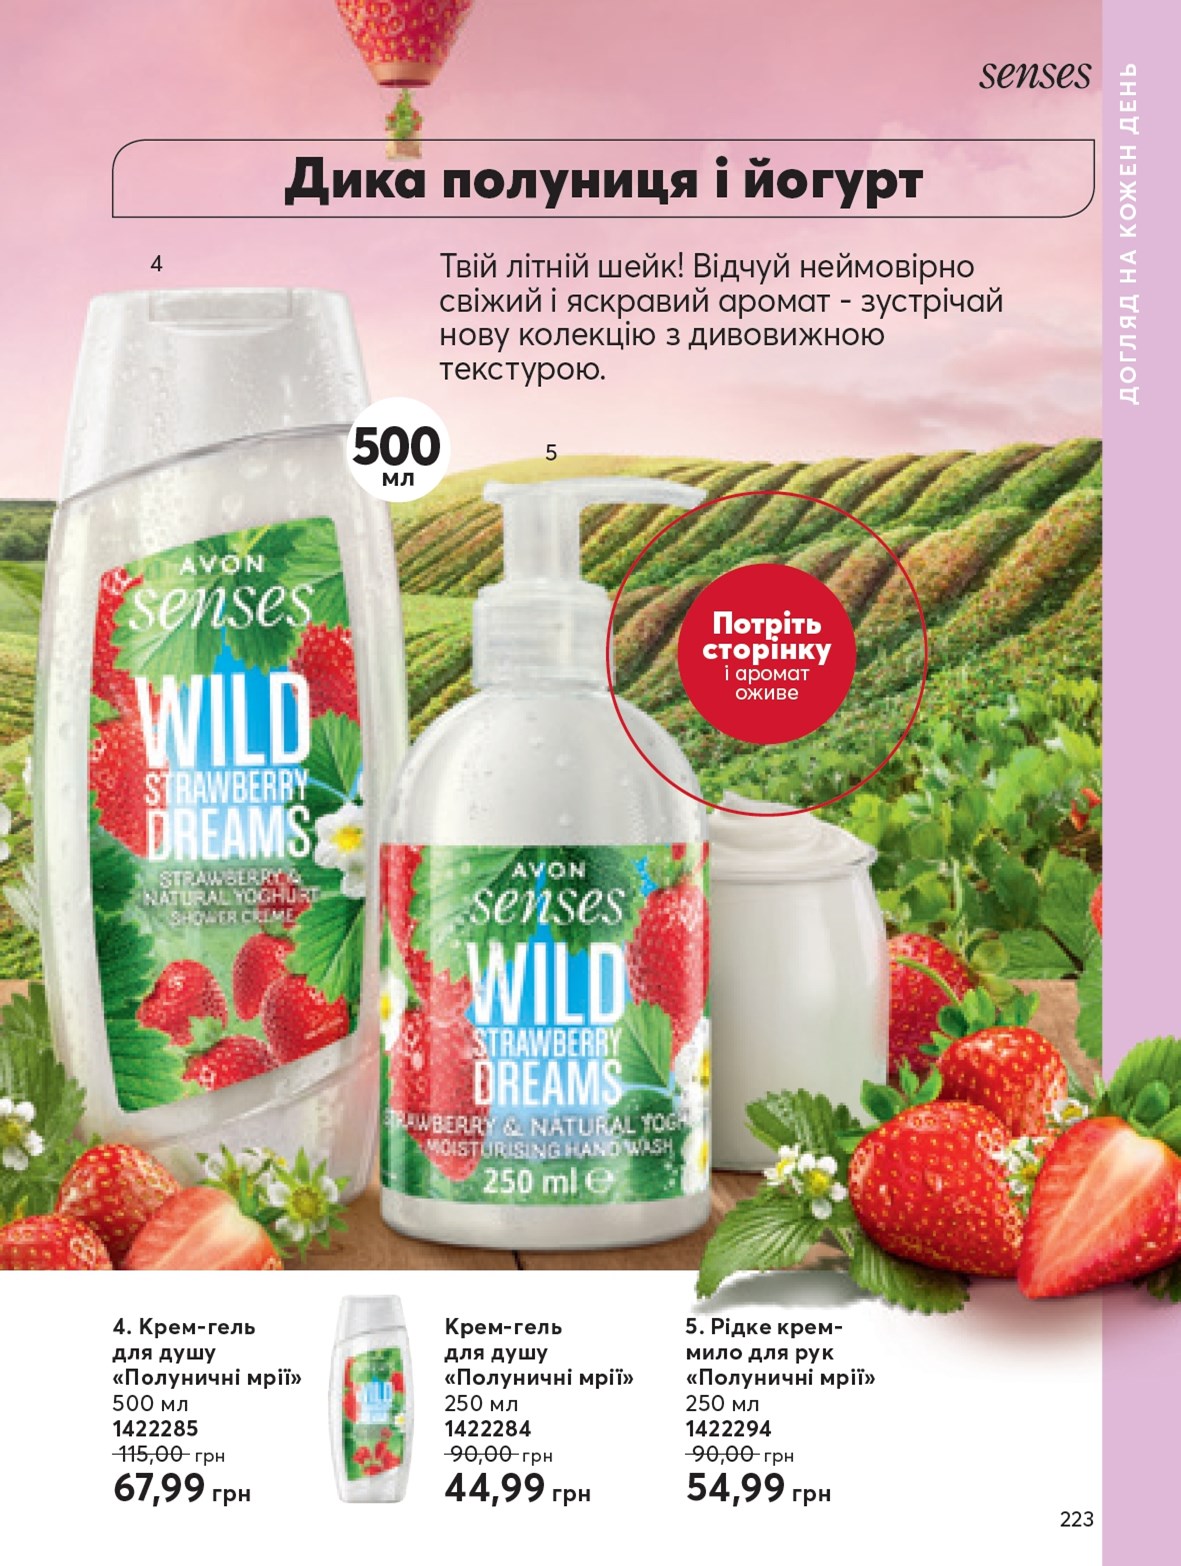 senses
ДОГЛЯД НА КОЖЕН ДЕНЬ
Дика полуниця і йогурт
4
Твій літній шейк! Відчуй неймовірно
свіжий і яскравий аромат - зустрічай
нову колекцію з дивовижною
текстурою.
500
мл
5
Потріть
сторінку
і аромат
оживе
AVON
senses
WILD
STRAWBERRY
DREAMS
STRAWBERRY &
NATURAL YOGHURT
SHOWER CRÈME
AVON
senses
WILD
STRAWBERRY
DREAMS
STRAWBERRY & NATURAL YOGH
MOISTURISING HAND WASH
250 ml e
4. Крем-гель
для душу
«Полуничні мрії»
500 мл
1422285
115,00 грн
67,99 грн
senses
WILD
Крем-гель
для душу
«Полуничні мрії»
250 мл
1422284
90,00 грн
44,99 грн
5. Рідке крем-
мило для рук
«Полуничні мрії»
250 мл
1422294
90,00 грн
54,99 грн
223